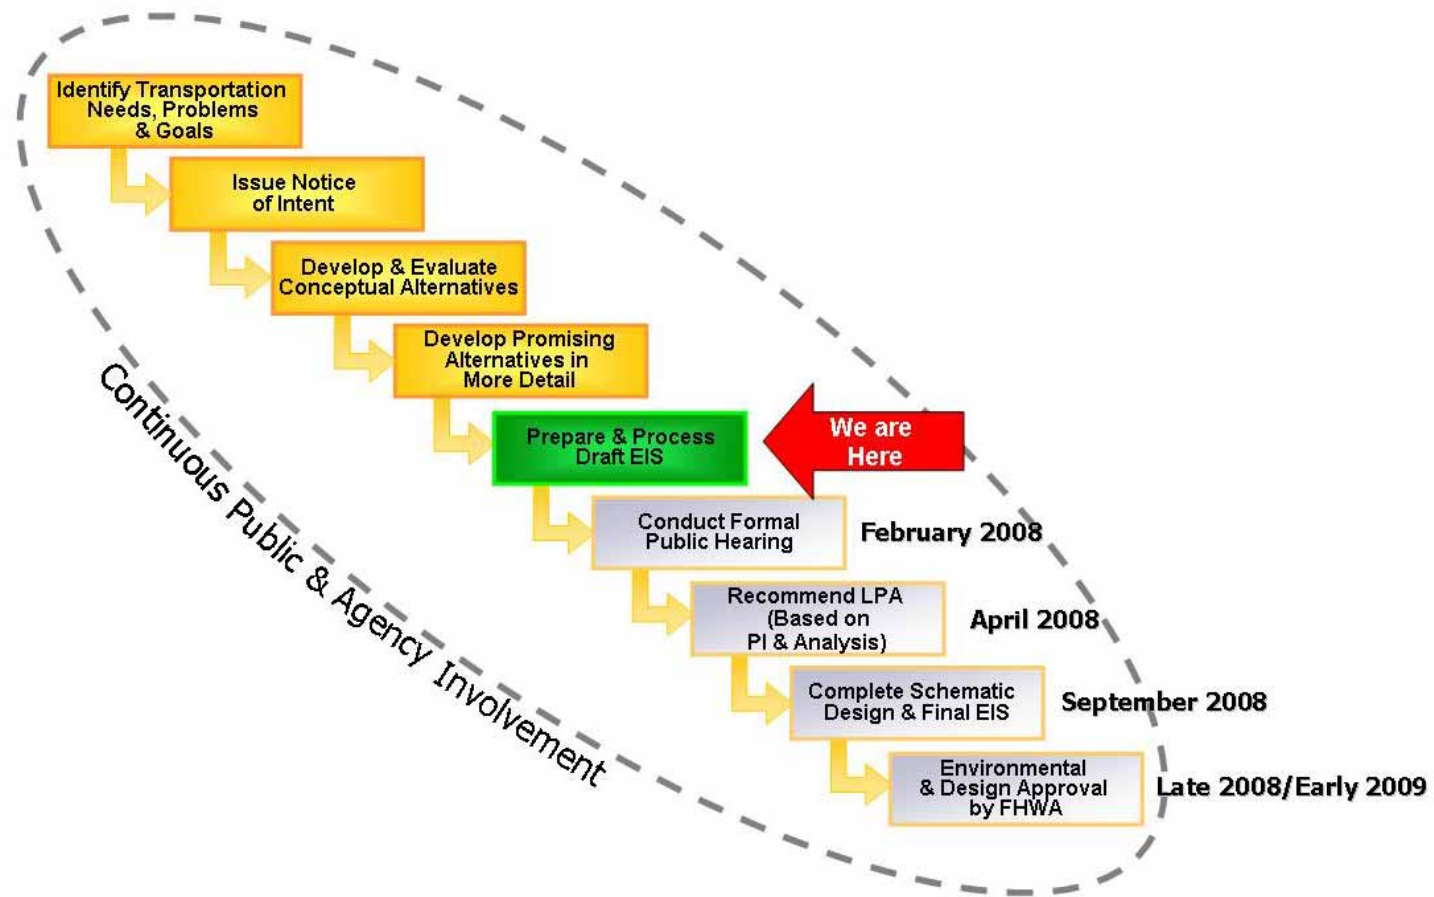 Identify Transportation
Needs, Problems
& Goals
Issue Notice
of Intent
Develop & Evaluate
Conceptual Alternatives
Develop Promising
Alternatives in
More Detail
Prepare & Process
Draft EIS
We are
Here
Conduct Formal
Public Hearing
February 2008
Recommend LPA
(Based on
PI & Analysis)
April 2008
Complete Schematic
Design & Final EIS
September 2008
Environmental
& Design Approval
by FHWA
Late 2008/Early 2009
Continuous Public & Agency Involvement